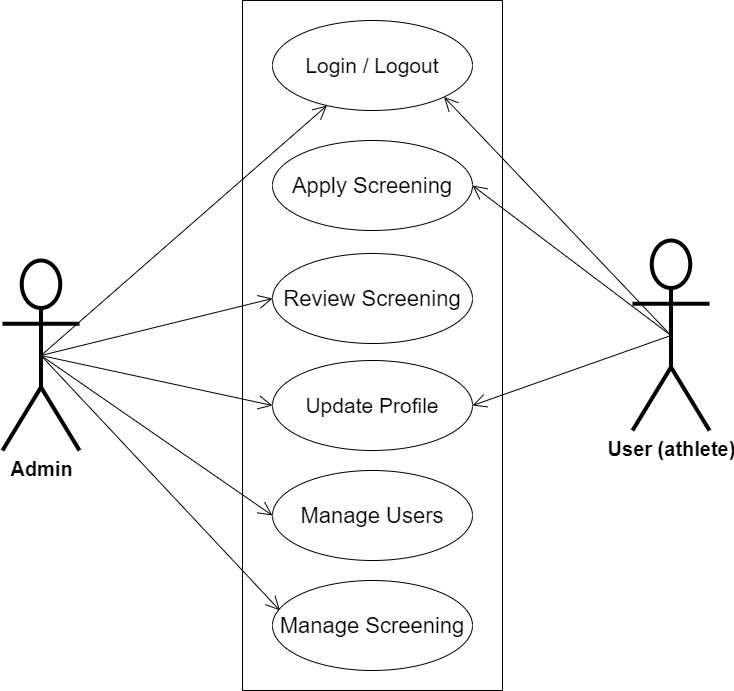 Login / Logout
Apply Screening
Review Screening
Update Profile
Manage Users
Manage Screening
Admin
User (athlete)